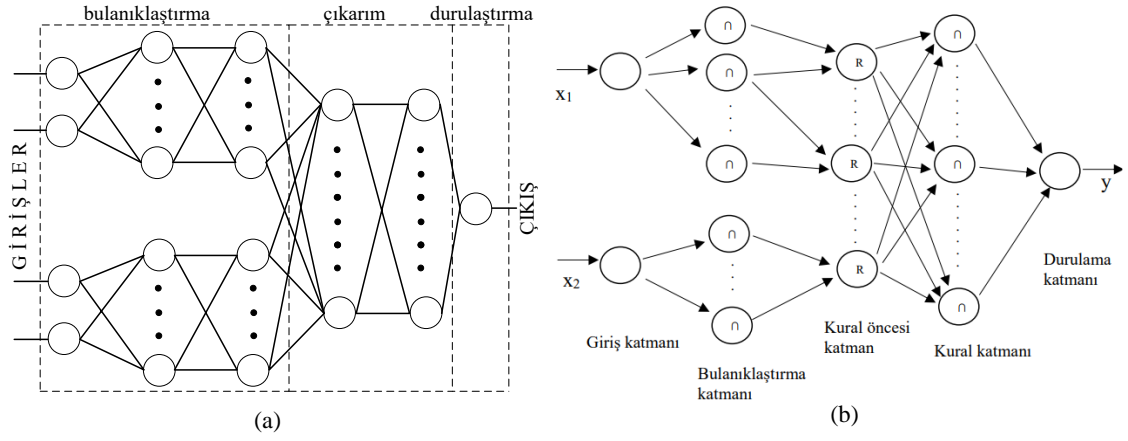 bulanıklaştırma
çıkarım
durulaştırma
GİRİŞLER
ÇIKIŞ
(a)
∩
∩
∩
∩
∩
R
R
R
∩
∩
∩
x1
x2
y
Giriş katmanı
Bulanıklaştırma
katmanı
Kural öncesi
katman
Kural katmanı
Durulama
katmanı
(b)